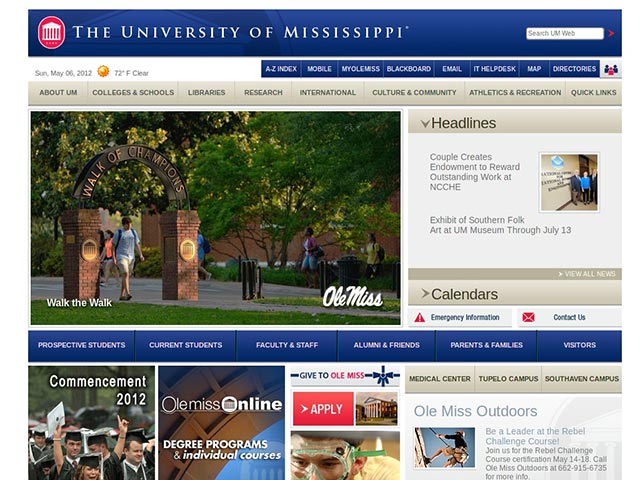 THE UNIVERSITY OF MISSISSIPPI
Search UM Web
Sun, May 06, 2012 72° F Clear
A-Z INDEX MOBILE MYOLEMISS BLACKBOARD EMAIL IT HELPDESK MAP DIRECTORIES
ABOUT UM COLLEGES & SCHOOLS LIBRARIES RESEARCH INTERNATIONAL CULTURE & COMMUNITY ATHLETICS & RECREATION QUICK LINKS
WALK OF CHAMPIONS
Walk the Walk
Ole Miss
Headlines
Couple Creates
Endowment to Reward
Outstanding Work at
NCCHE
Exhibit of Southern Folk
Art at UM Museum Through July 13
> VIEW ALL NEWS
Calendars
Emergency Information Contact Us
PROSPECTIVE STUDENTS CURRENT STUDENTS FACULTY & STAFF ALUMNI & FRIENDS PARENTS & FAMILIES VISITORS
Commencement
2012
Olemiss Online
DEGREE PROGRAMS
& individual courses
GIVE TO OLE MISS
> APPLY
MEDICAL CENTER TUPELO CAMPUS SOUTHAVEN CAMPUS
Ole Miss Outdoors
Be a Leader at the Rebel
Challenge Course!
Join us for the Rebel Challenge
Course certification May 14-18. Call
Ole Miss Outdoors at 662-915-6735
for more info.